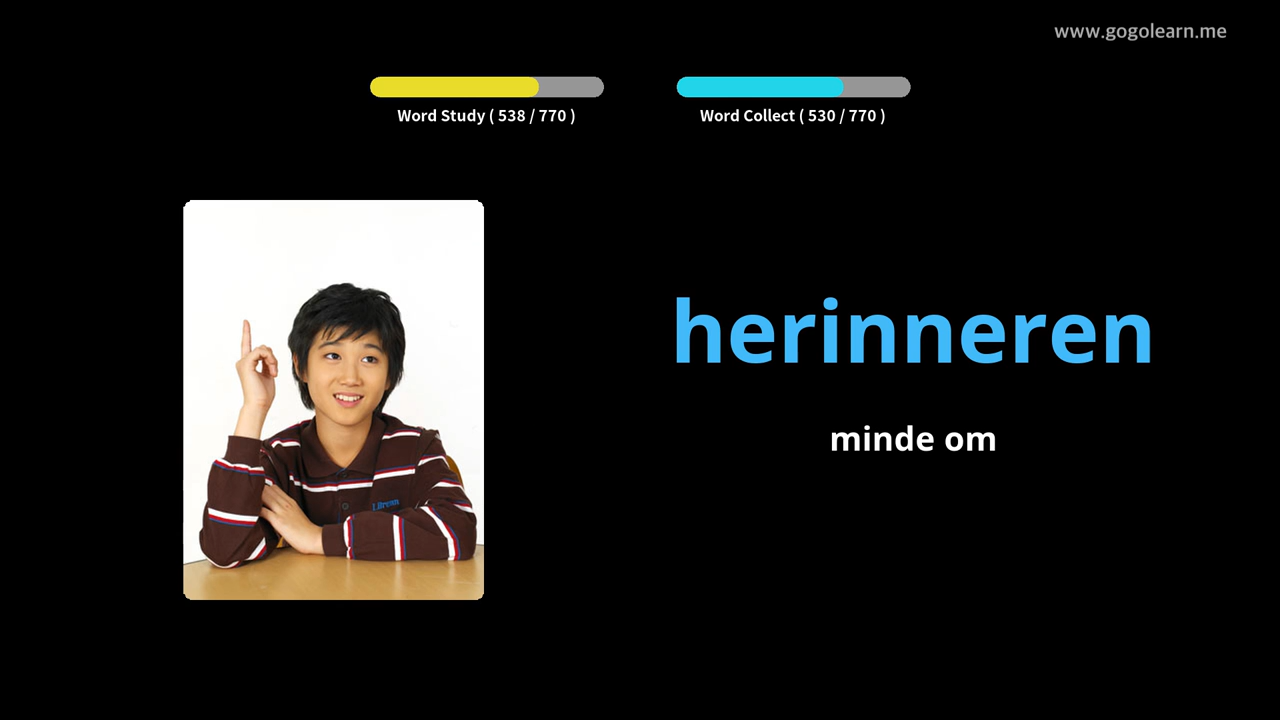 www.gogolearn.me
Word Study ( 538 / 770 )
Word Collect ( 530 / 770 )
herinneren
minde om